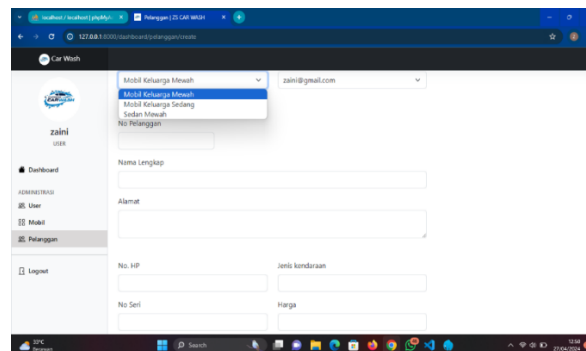 localhost / localhost | phpMyA
Pelanggan | ZS CAR WASH
127.0.0.1:8000/dashboard/pelanggan/create
Car Wash
Mobil Keluarga Mewah
zaini@gmail.com
Mobil Keluarga Mewah
Mobil Keluarga Sedang
Sedan Mewah
zaini
USER
No Pelanggan
Dashboard
Nama Lengkap
ADMINISTRASI
User
Alamat
Mobil
Pelanggan
Logout
No. HP
Jenis kendaraan
No Seri
Harga
33°C
Berawan
Search
12:58
27/04/2024